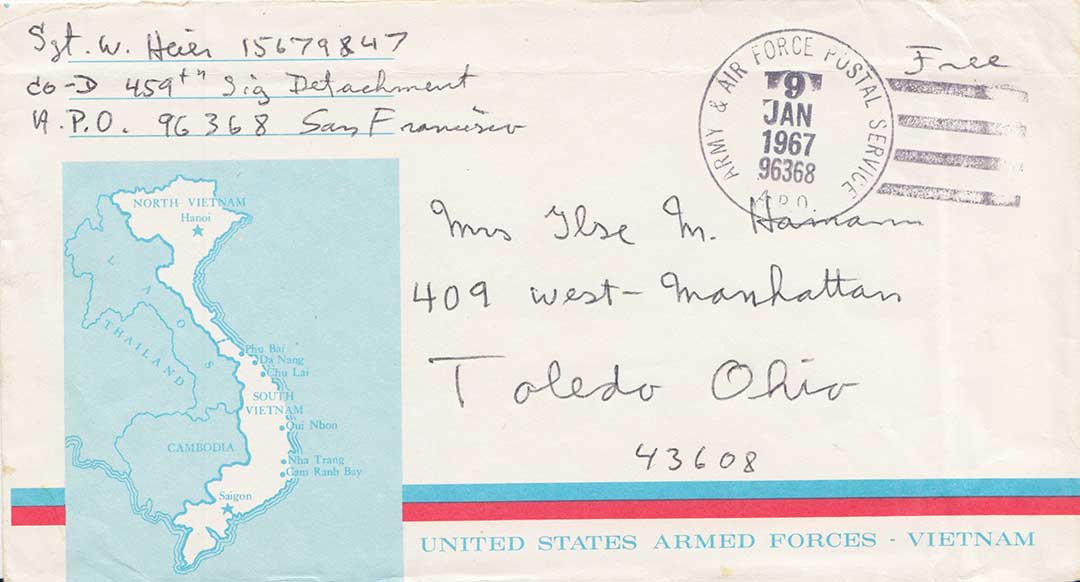 Sgt. W. Heier 15679847
co-D 459th Sig Detachment
A.P.O. 96368 San Francisco
Free
ARMY & AIR FORCE POSTAL SERVICE
9
JAN
1967
96368
A.P.O.
Mrs Ilse M. Hamann
409 west-Manhattan
Toledo Ohio
43608
NORTH VIETNAM
Hanoi
LAOS
THAILAND
Phu Bai
Da Nang
Chu Lai
SOUTH
VIETNAM
Qui Nhon
CAMBODIA
Nha Trang
Cam Ranh Bay
Saigon
UNITED STATES ARMED FORCES - VIETNAM